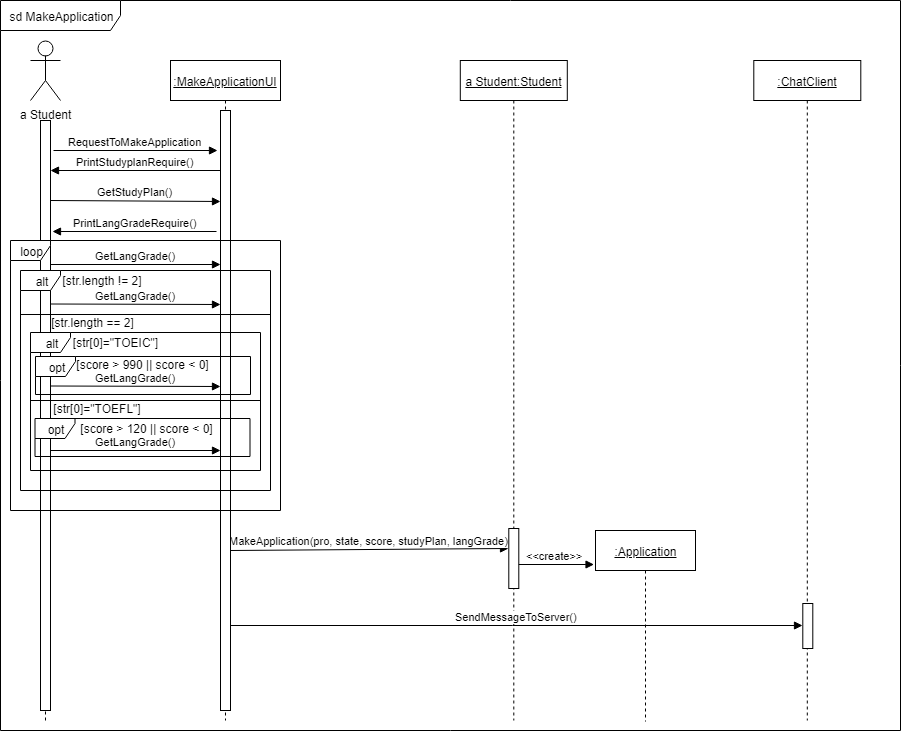 sd MakeApplication
a Student
:MakeApplicationUI
a Student:Student
:ChatClient
RequestToMakeApplication
PrintStudyplanRequire()
GetStudyPlan()
PrintLangGradeRequire()
loop
GetLangGrade()
alt
[str.length != 2]
GetLangGrade()
[str.length == 2]
alt
[str[0]="TOEIC"]
opt
[score > 990 || score < 0]
GetLangGrade()
[str[0]="TOEFL"]
opt
[score > 120 || score < 0]
GetLangGrade()
MakeApplication(pro, state, score, studyPlan, langGrade)
<<create>>
:Application
SendMessageToServer()